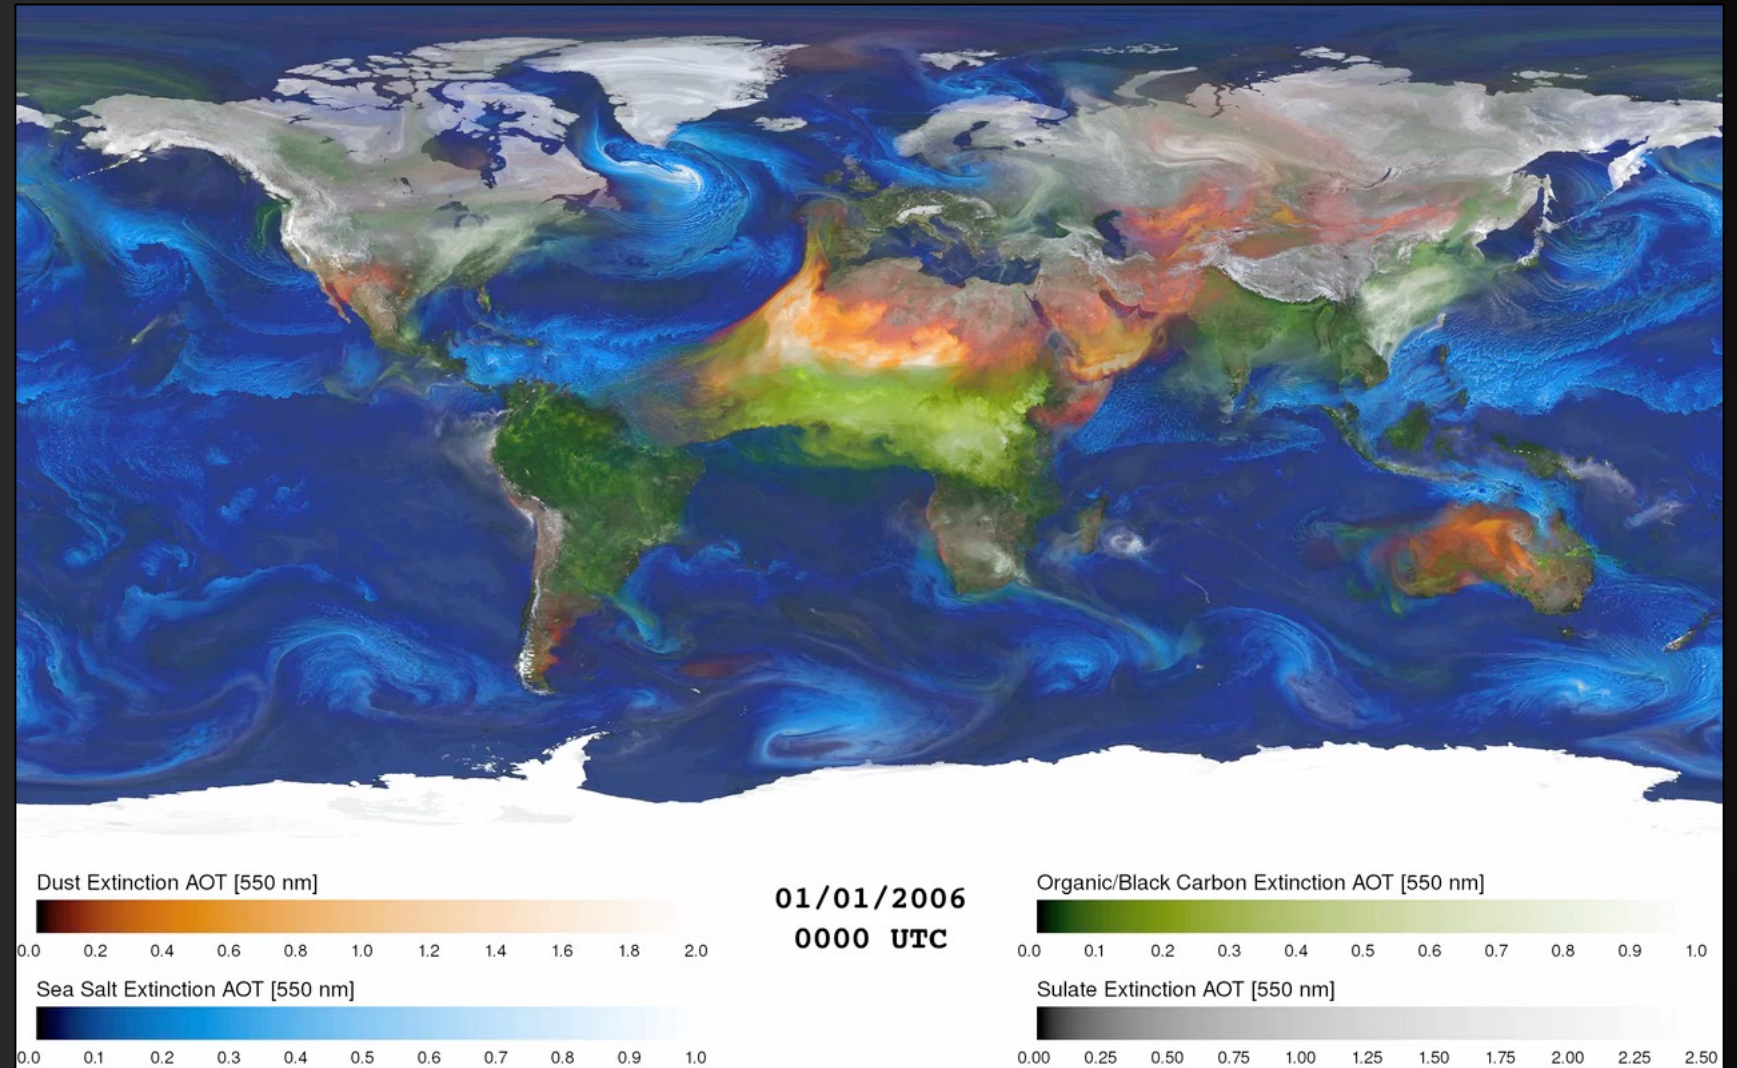 Dust Extinction AOT [550 nm]
0.0 0.2 0.4 0.6 0.8 1.0 1.2 1.4 1.6 1.8 2.0
Sea Salt Extinction AOT [550 nm]
0.0 0.1 0.2 0.3 0.4 0.5 0.6 0.7 0.8 0.9 1.0
01/01/2006
0000 UTC
Organic/Black Carbon Extinction AOT [550 nm]
0.0 0.1 0.2 0.3 0.4 0.5 0.6 0.7 0.8 0.9 1.0
Sulate Extinction AOT [550 nm]
0.00 0.25 0.50 0.75 1.00 1.25 1.50 1.75 2.00 2.25 2.50